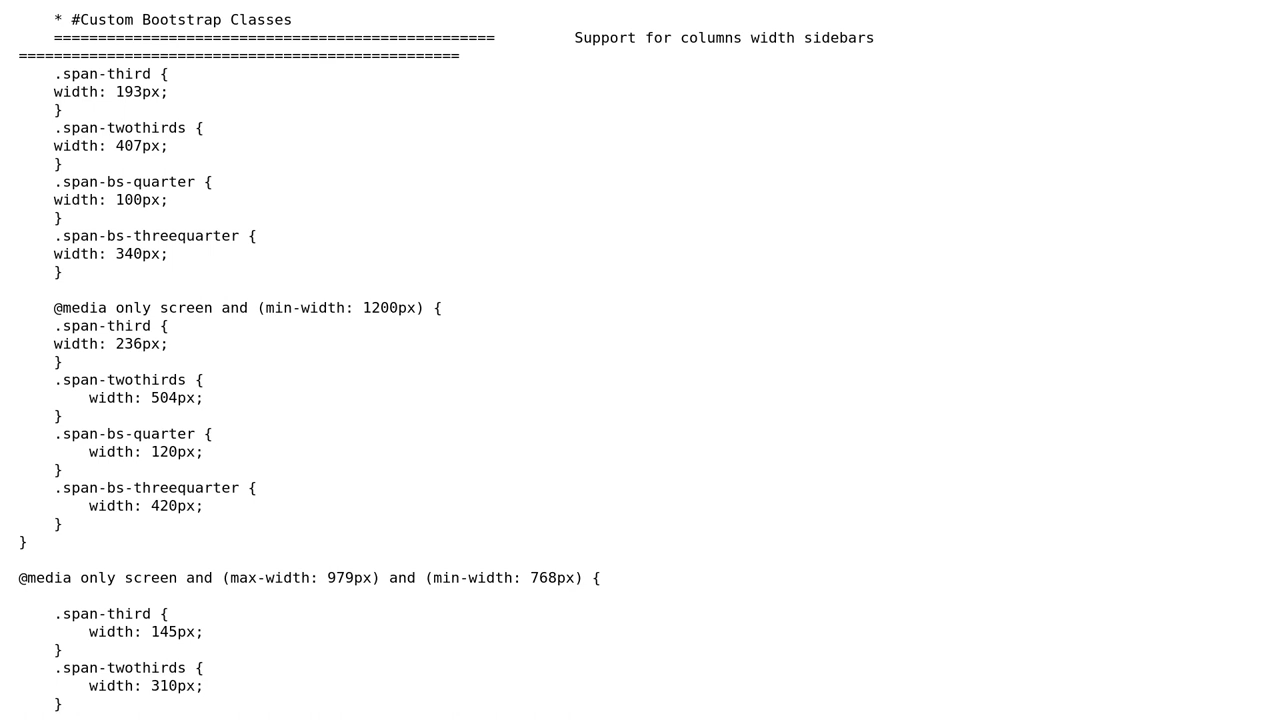 * #Custom Bootstrap Classes
    ==================================================         Support for columns width sidebars
==================================================
    .span-third {
    width: 193px;
    }
    .span-twothirds {
    width: 407px;
    }
    .span-bs-quarter {
    width: 100px;
    }
    .span-bs-threequarter {
    width: 340px;
    }

    @media only screen and (min-width: 1200px) {
    .span-third {
    width: 236px;
    }
    .span-twothirds {
        width: 504px;
    }
    .span-bs-quarter {
        width: 120px;
    }
    .span-bs-threequarter {
        width: 420px;
    }
}

@media only screen and (max-width: 979px) and (min-width: 768px) {

    .span-third {
        width: 145px;
    }
    .span-twothirds {
        width: 310px;
    }